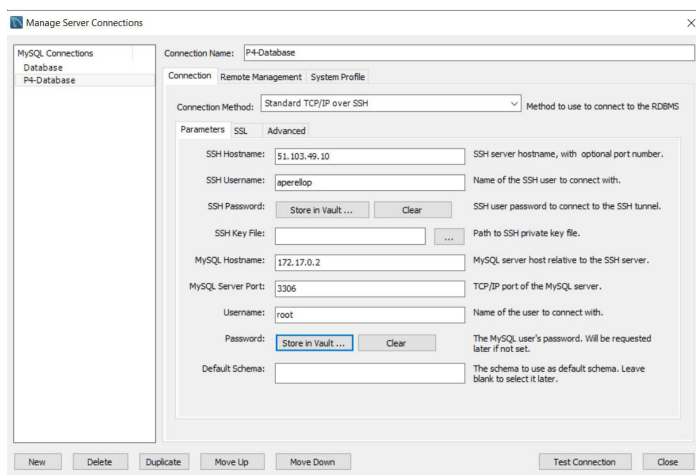 Manage Server Connections
MySQL Connections
Database
P4-Database
Connection Name: P4-Database
Connection Remote Management System Profile
Connection Method: Standard TCP/IP over SSH Method to use to connect to the RDBMS
Parameters SSL Advanced
SSH Hostname: 51.103.49.10 SSH server hostname, with optional port number.
SSH Username: aperellop Name of the SSH user to connect with.
SSH Password: Store in Vault ... Clear SSH user password to connect to the SSH tunnel.
SSH Key File: ... Path to SSH private key file.
MySQL Hostname: 172.17.0.2 MySQL server host relative to the SSH server.
MySQL Server Port: 3306 TCP/IP port of the MySQL server.
Username: root Name of the user to connect with.
Password: Store in Vault ... Clear The MySQL user's password. Will be requested
later if not set.
Default Schema: The schema to use as default schema. Leave
blank to select it later.
New Delete Duplicate Move Up Move Down Test Connection Close